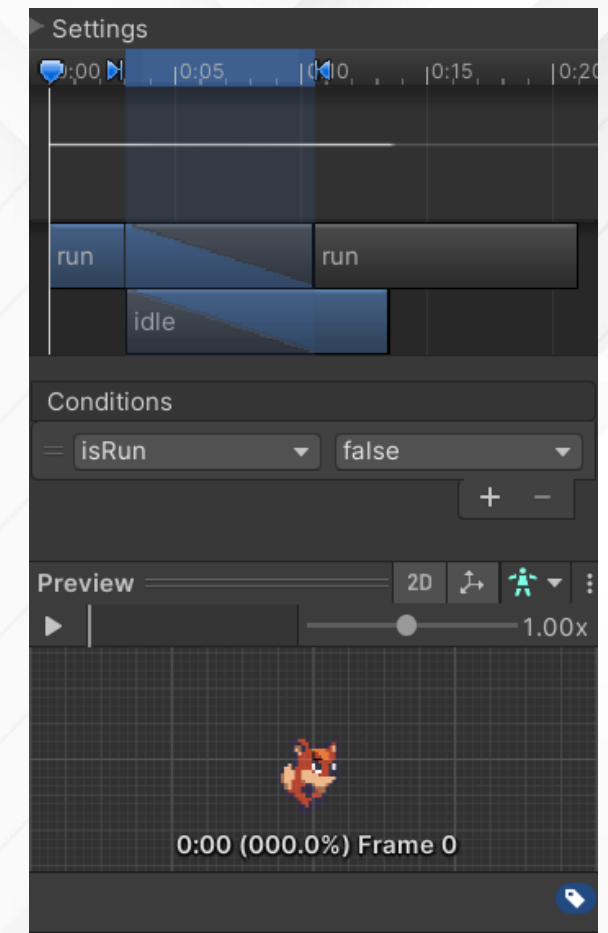 Settings
0:00 0:05 0:10 0:15 0:20
run run
idle
Conditions
isRun false
+ −
Preview 2D
1.00x
0:00 (000.0%) Frame 0